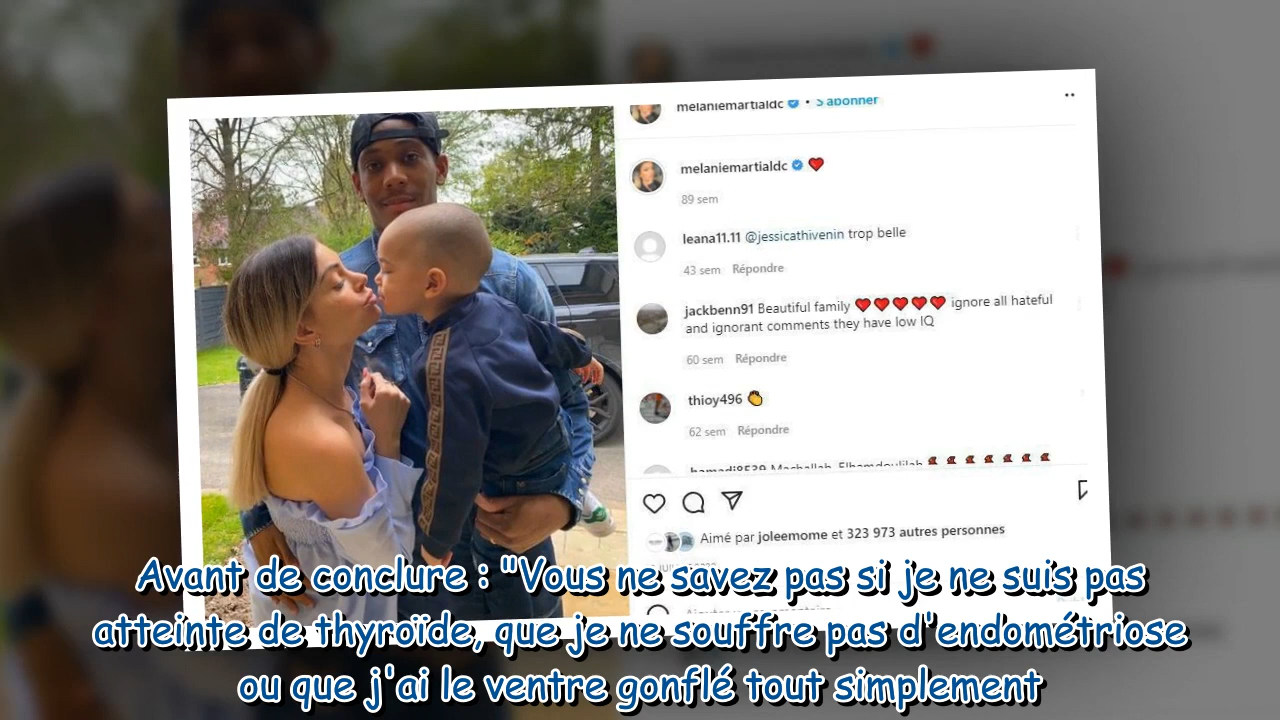 melaniemartialdc • S'abonner
melaniemartialdc
89 sem
leana11.11 @jessicathivenin trop belle
43 sem Répondre
jackbenn91 Beautiful family ❤❤❤❤❤ ignore all hateful
and ignorant comments they have low IQ
60 sem Répondre
thioy496 👏
62 sem Répondre
hamadi8539 Machallah Elhamdoulilah
Aimé par joleemome et 323 973 autres personnes
Avant de conclure : "Vous ne savez pas si je ne suis pas
atteinte de thyroïde, que je ne souffre pas d'endométriose
ou que j'ai le ventre gonflé tout simplement